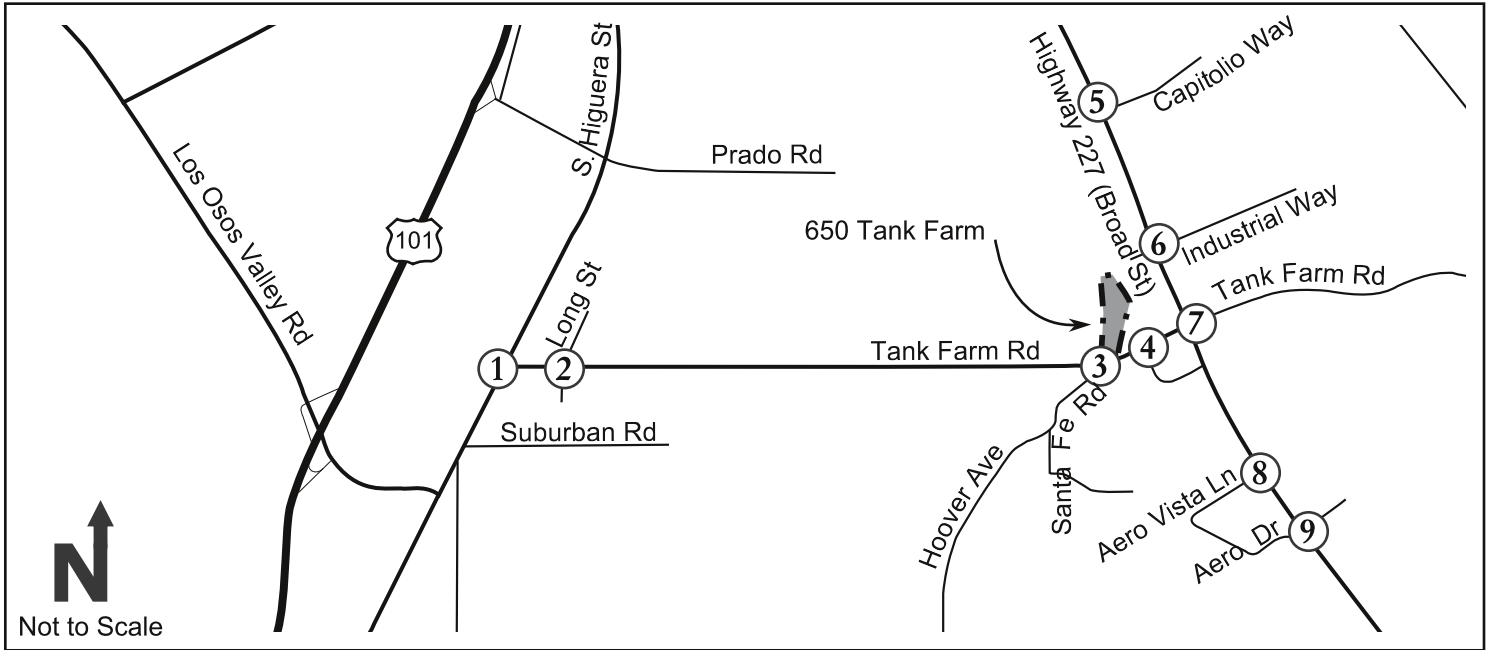 S. Higuera St
Highway 227 (Broad St)
Capitolio Way
5
Los Osos Valley Rd
Prado Rd
101
650 Tank Farm
6
Industrial Way
Long St
Tank Farm Rd
7
1
2
Tank Farm Rd
3
4
Suburban Rd
Santa Fe Rd
Hoover Ave
Aero Vista Ln
8
Aero Dr
9
N
Not to Scale